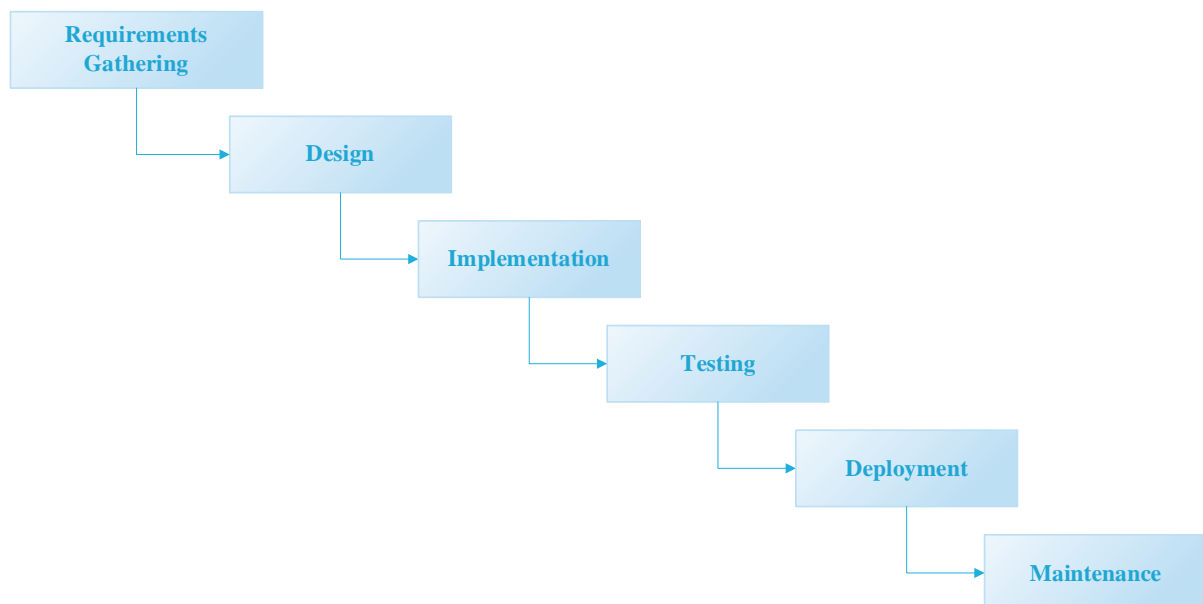 Requirements
Gathering
Design
Implementation
Testing
Deployment
Maintenance